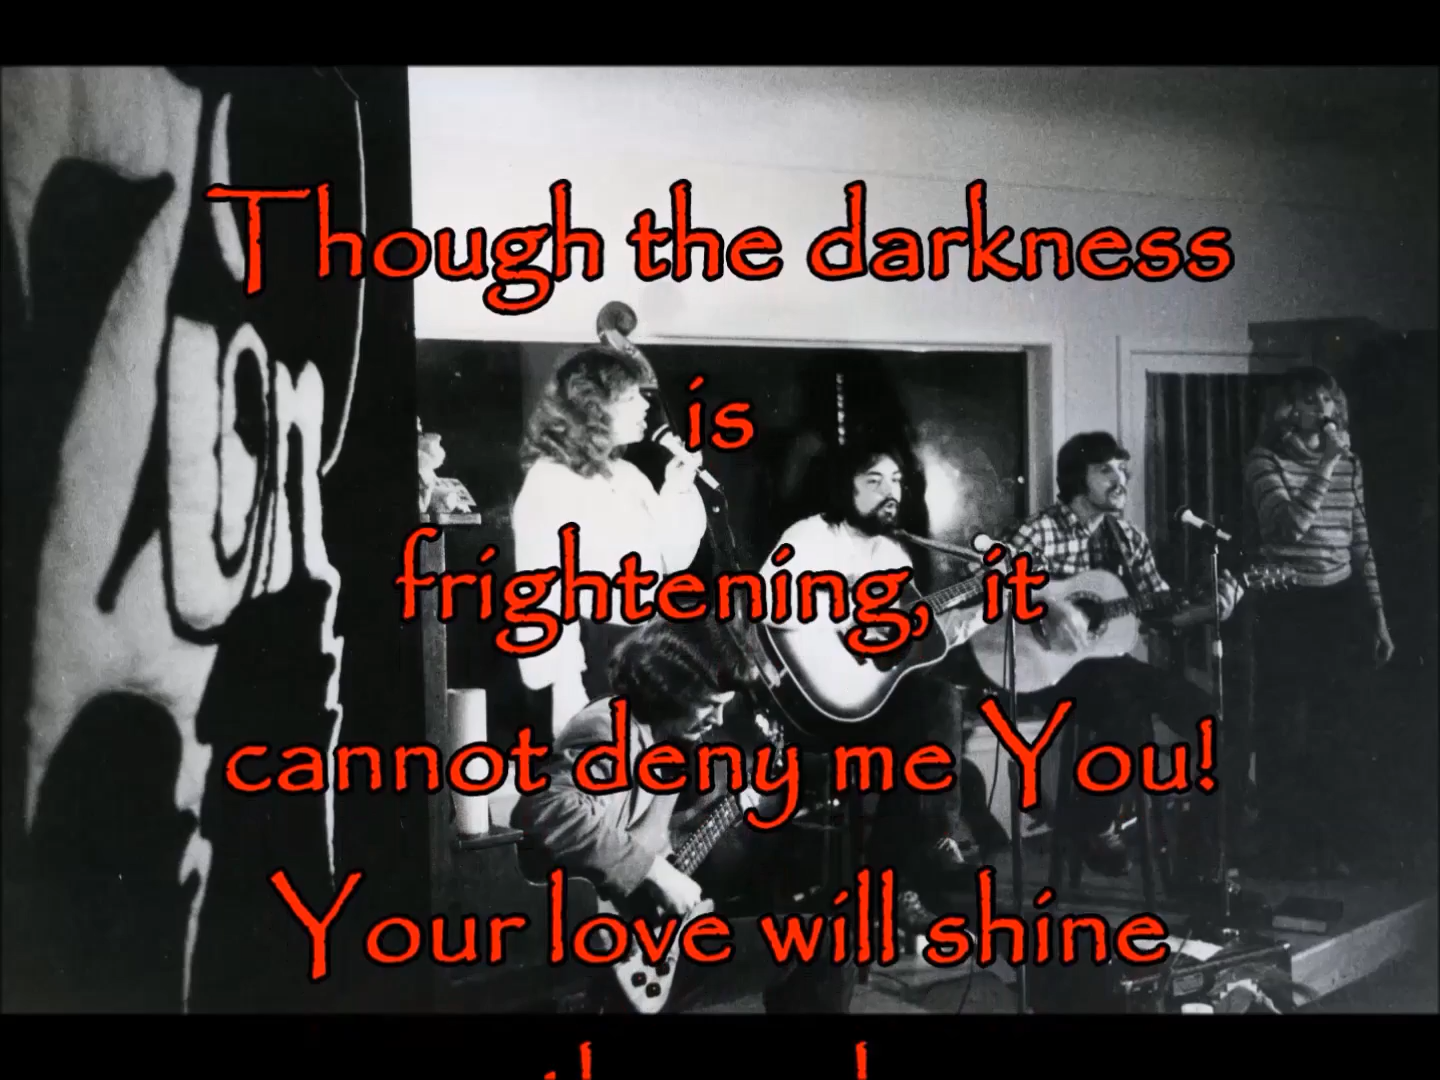 Though the darkness
is
frightening, it
cannot deny me You!
Your love will shine